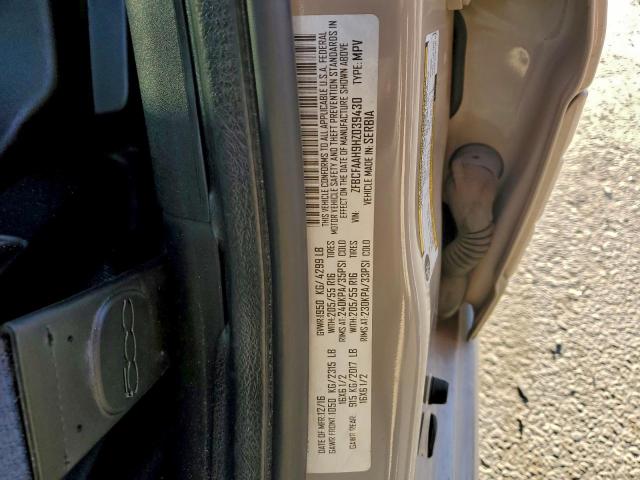 DATE OF MFR:12/16 GVWR:1950 KG/ 4299 LB THIS VEHICLE CONFORMS TO ALL APPLICABLE U.S.A. FEDERAL
GAWR FRONT:1050 KG/2315 LB WITH:205/55 R16 TIRES MOTOR VEHICLE SAFETY AND THEFT PREVENTION STANDARDS IN
16X6 1/2 RIMS AT:240KPA/35PSI COLD EFFECT ON THE DATE OF MANUFACTURE SHOWN ABOVE
GAWR REAR: 915 KG/2017 LB WITH:205/55 R16 TIRES VIN: ZFBCFAAH9HZ039430 TYPE:MPV
16X6 1/2 RIMS AT:230KPA/33PSI COLD VEHICLE MADE IN SERBIA
500